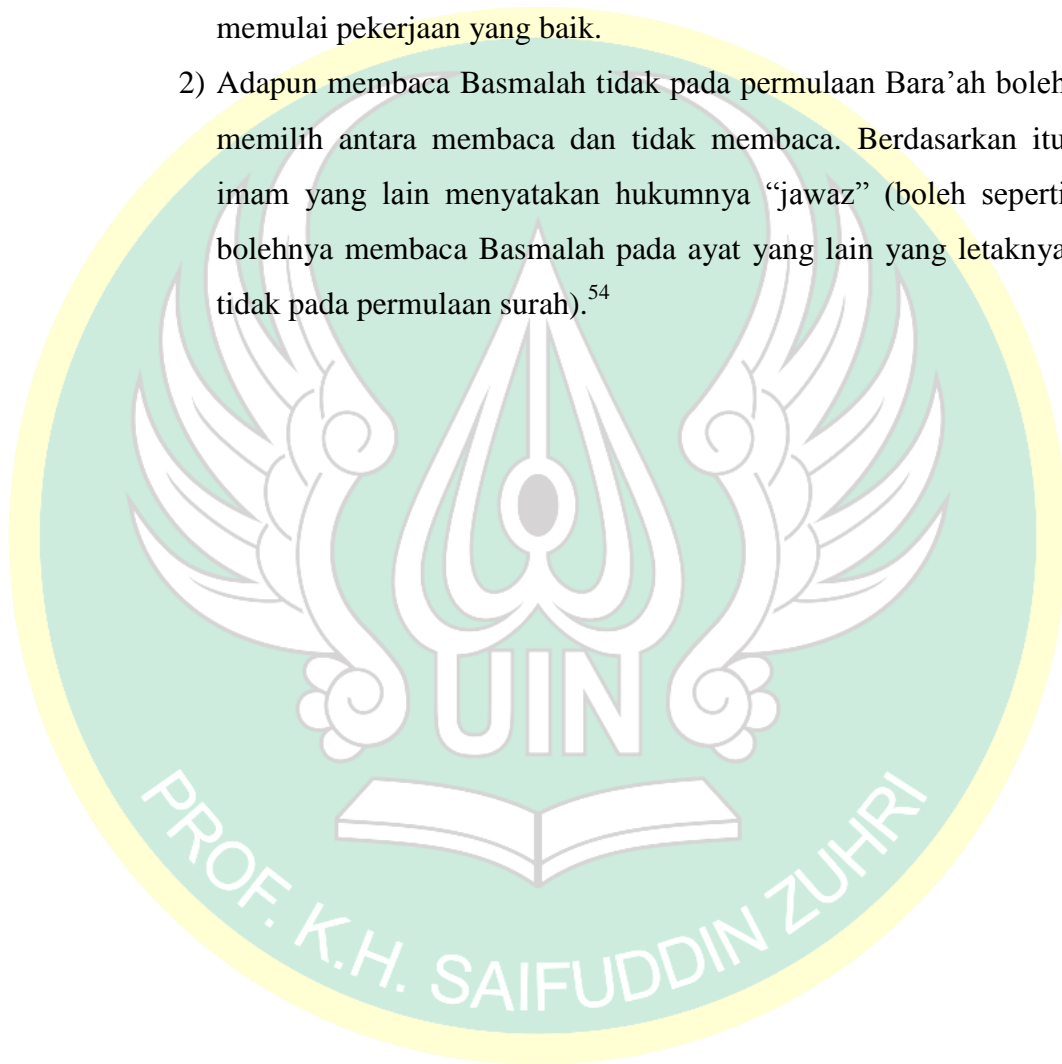 memulai pekerjaan yang baik.
2) Adapun membaca Basmalah tidak pada permulaan Bara’ah boleh
memilih antara membaca dan tidak membaca. Berdasarkan itu
imam yang lain menyatakan hukumnya “jawaz” (boleh seperti
bolehnya membaca Basmalah pada ayat yang lain yang letaknya
tidak pada permulaan surah).54
UIN
PROF. K.H. SAIFUDDIN ZUHRI